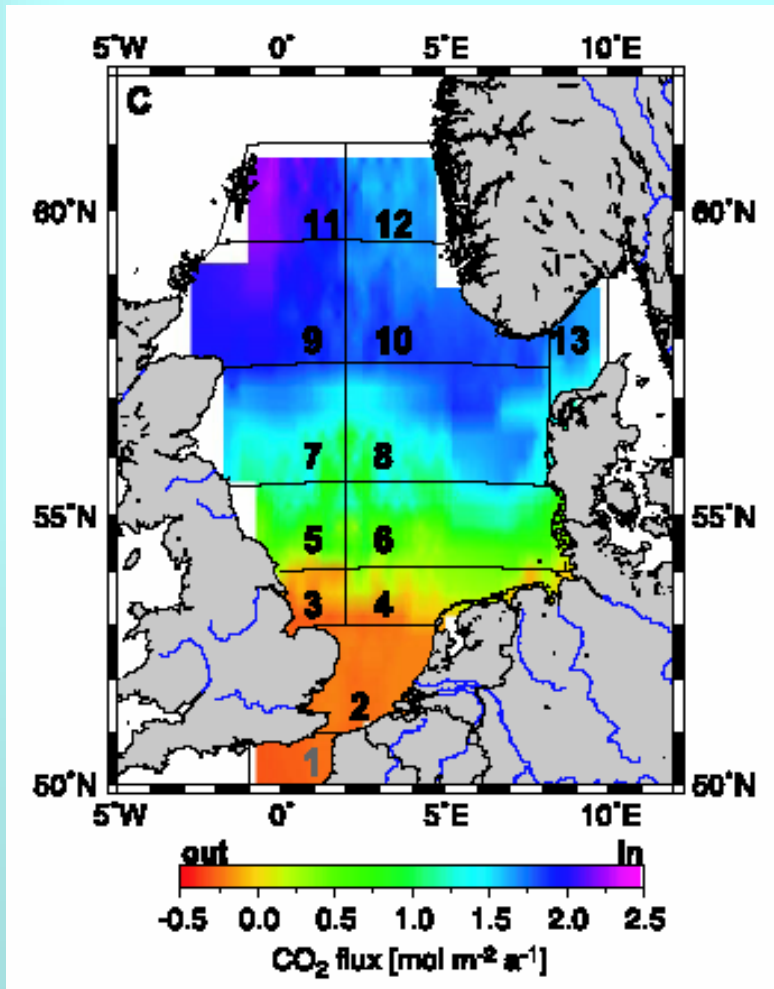 5˚W 0˚ 5˚E 10˚E
C
60˚N 60˚N
11 12
9 10 13
7 8
55˚N 55˚N
5 6
3 4
2
1
50˚N 50˚N
5˚W 0˚ 5˚E 10˚E
out in
-0.5 0.0 0.5 1.0 1.5 2.0 2.5
CO₂ flux [mol m⁻² a⁻¹]